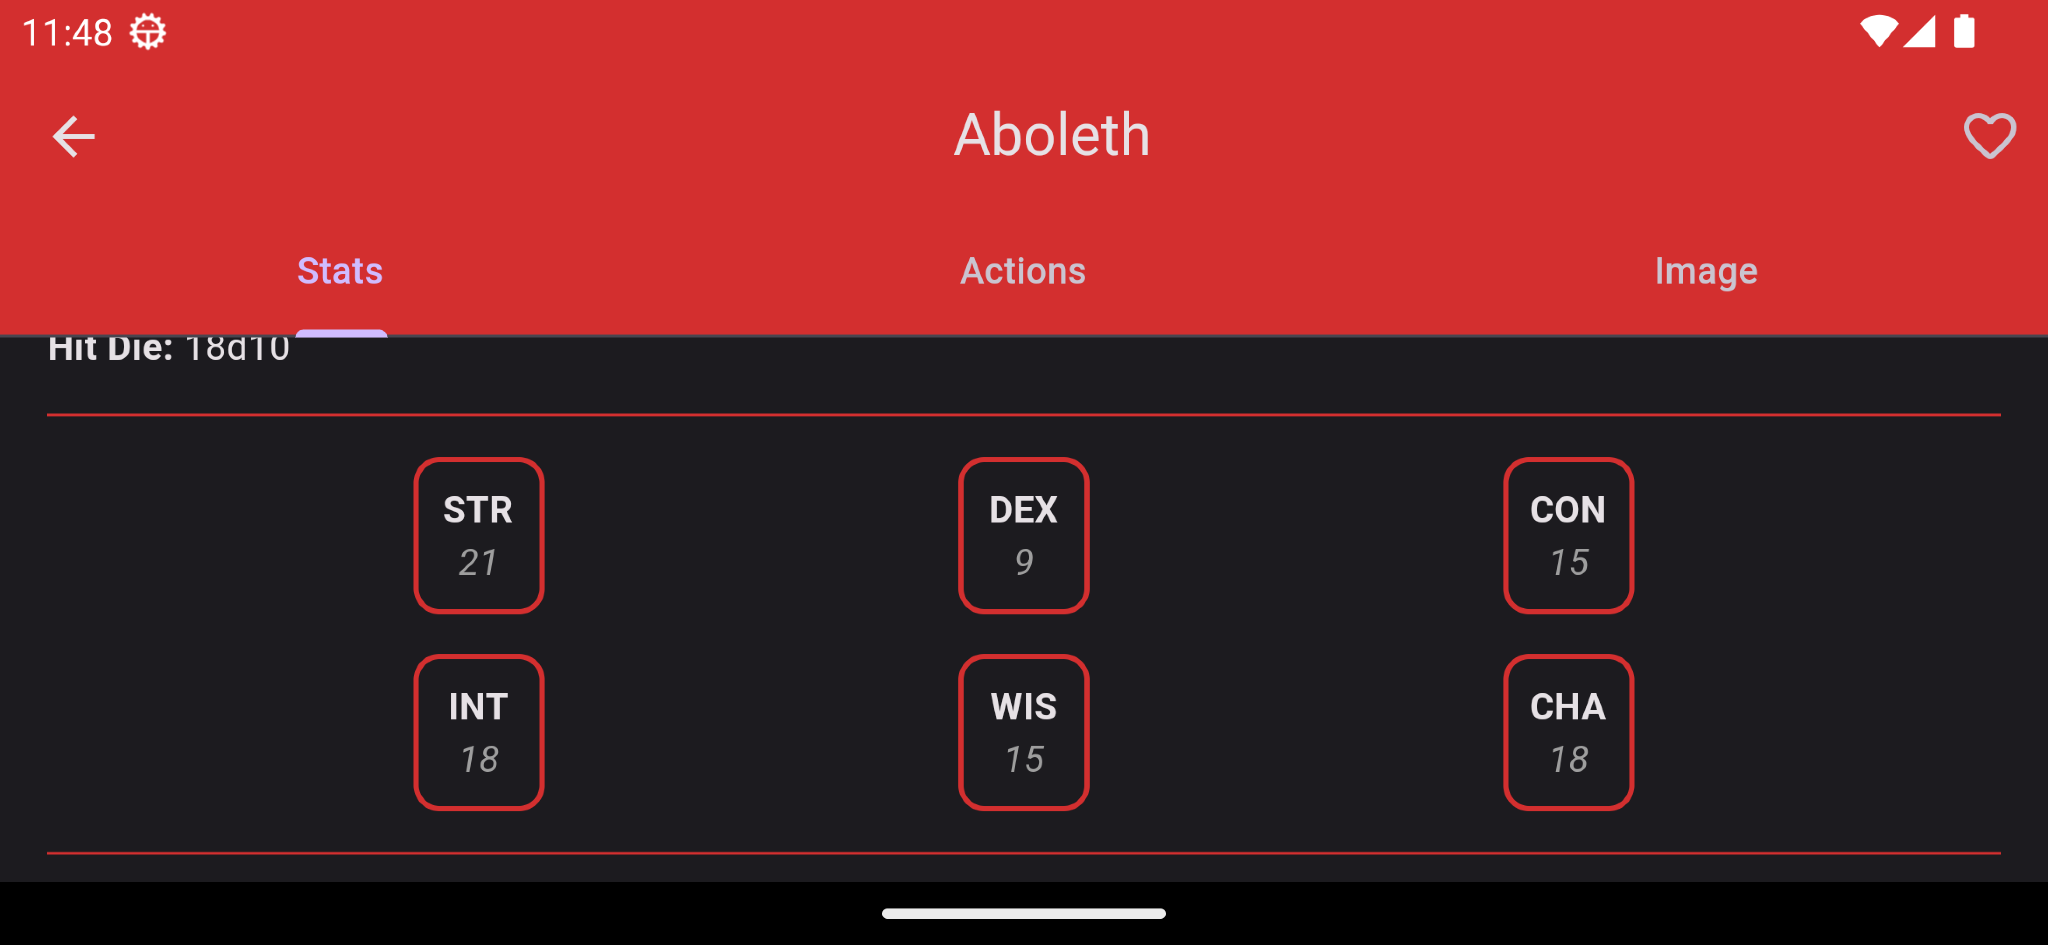 11:48
Aboleth
Stats Actions Image
Hit Die: 18d10
STR DEX CON
21 9 15
INT WIS CHA
18 15 18